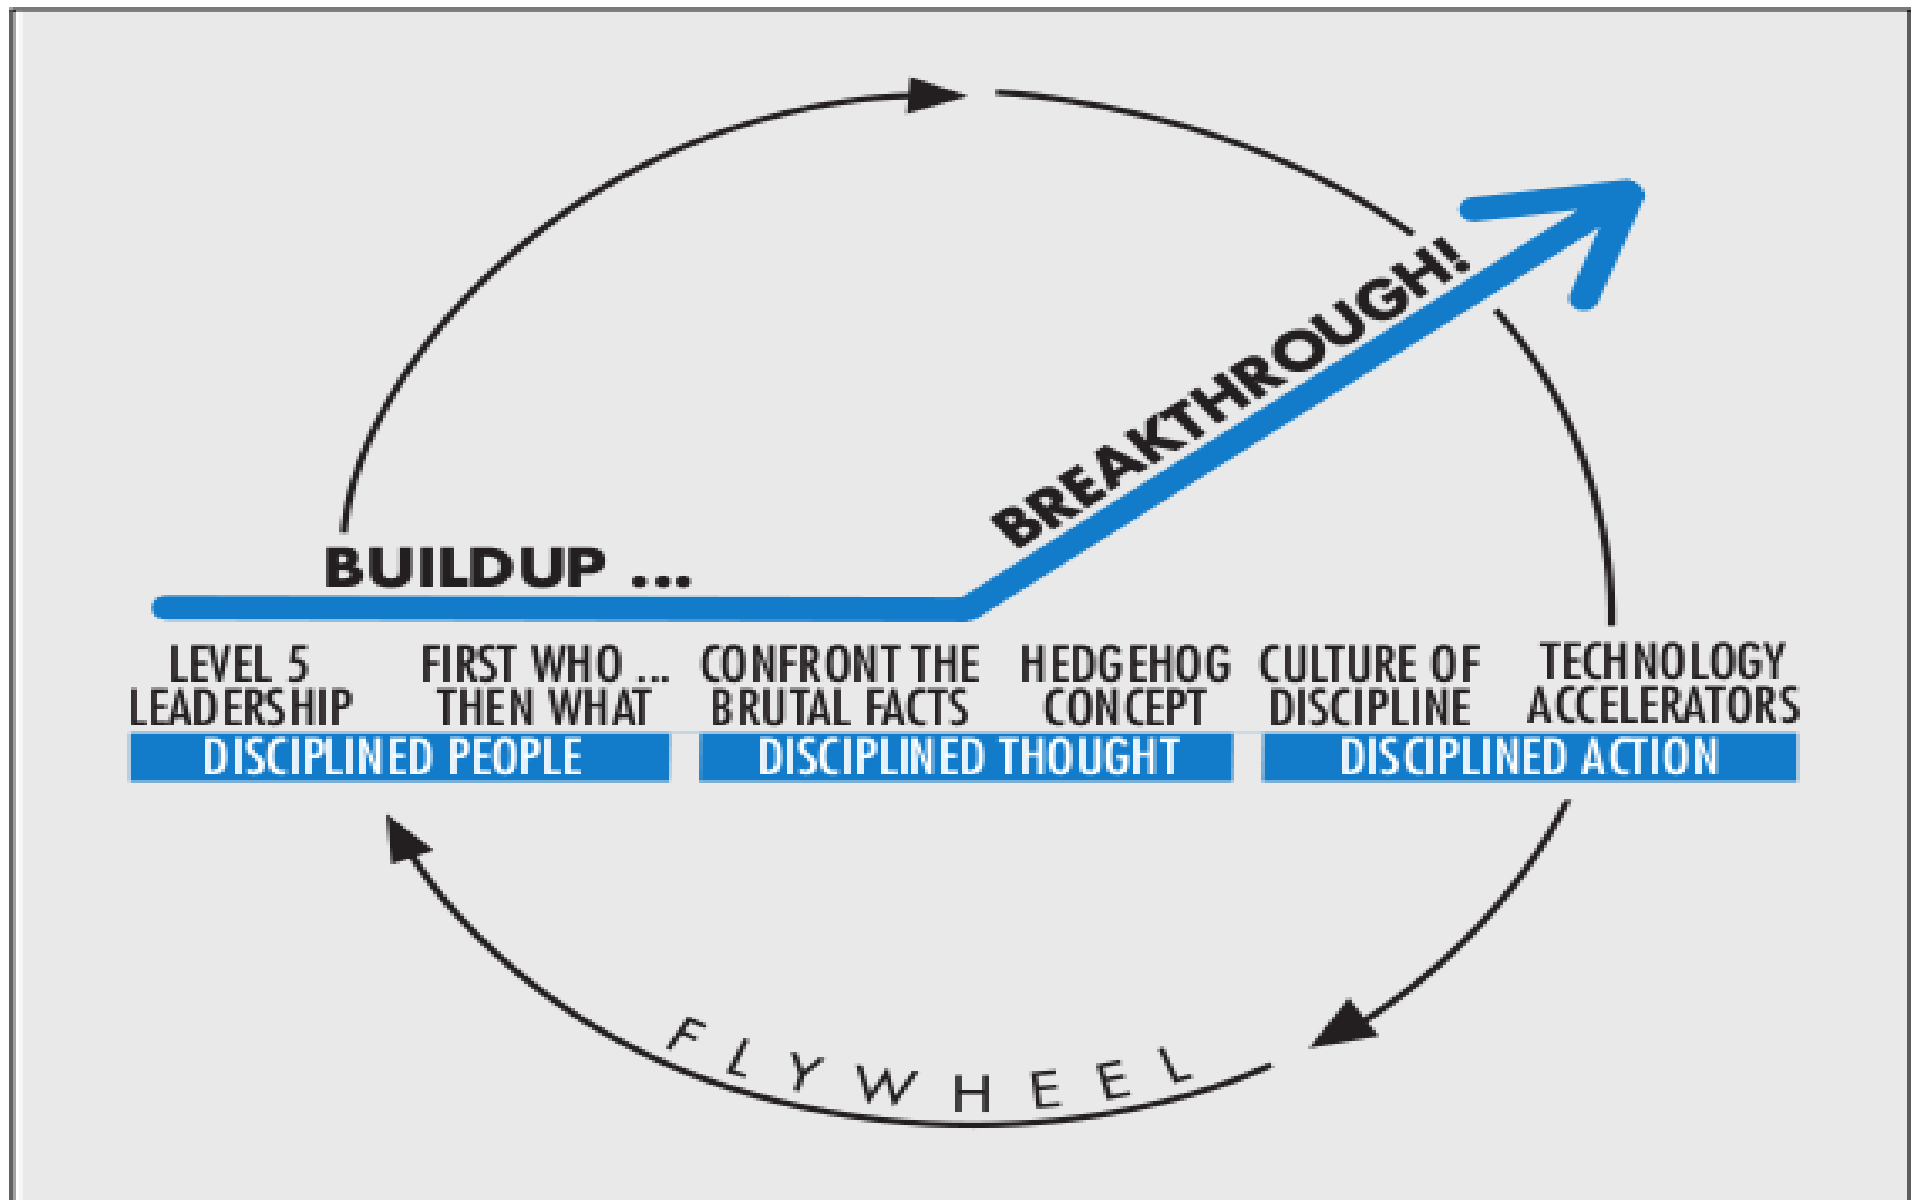 BREAKTHROUGH!
BUILDUP ...
LEVEL 5
LEADERSHIP
FIRST WHO ...
THEN WHAT
CONFRONT THE
BRUTAL FACTS
HEDGEHOG
CONCEPT
CULTURE OF
DISCIPLINE
TECHNOLOGY
ACCELERATORS
DISCIPLINED PEOPLE
DISCIPLINED THOUGHT
DISCIPLINED ACTION
FLYWHEEL